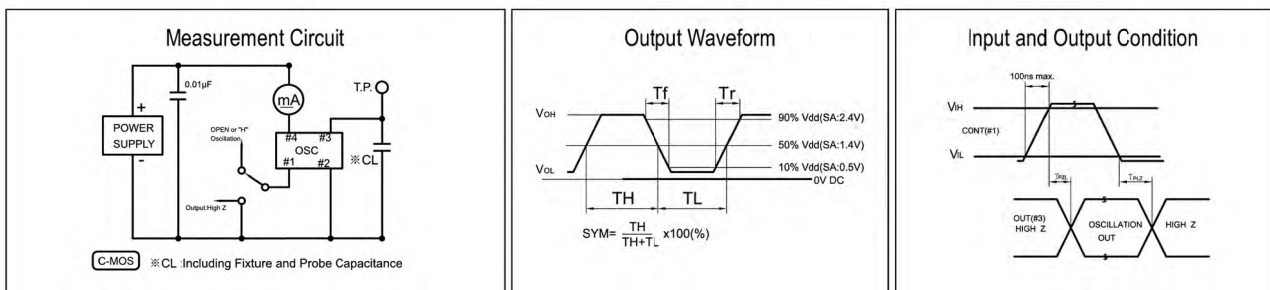 Measurement Circuit
0.01μF
T.P.
mA
+
POWER
SUPPLY
-
OPEN or "H"
Oscillation
#4 #3
OSC
#1 #2
※CL
Output:High Z
C-MOS ※CL :Including Fixture and Probe Capacitance
Output Waveform
Tf Tr
VOH
90% Vdd(SA:2.4V)
50% Vdd(SA:1.4V)
10% Vdd(SA:0.5V)
VOL
0V DC
TH TL
SYM= TH
TH+TL
x100(%)
Input and Output Condition
100ns max.
VIH
CONT(#1)
VIL
TPZL TPLZ
OUT(#3)
HIGH Z
OSCILLATION
OUT
HIGH Z